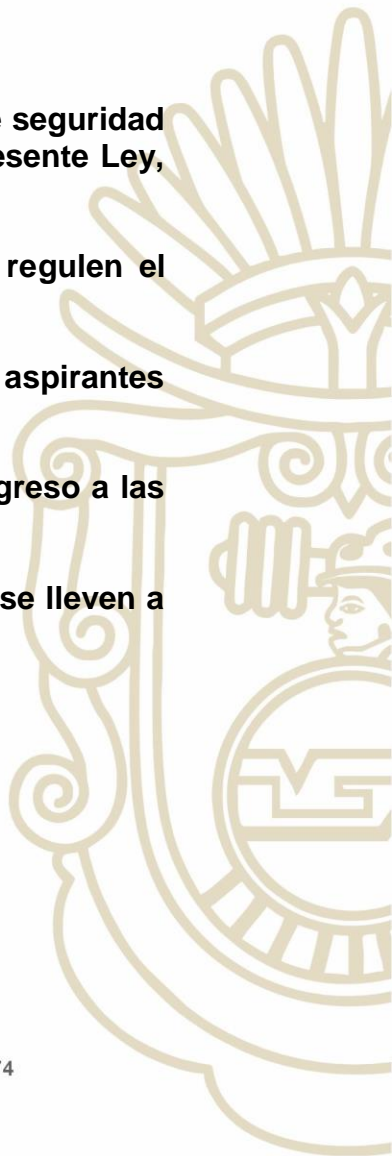 seguridad
esente Ley,
regulen el
aspirantes
greso a las
se lleven a
74